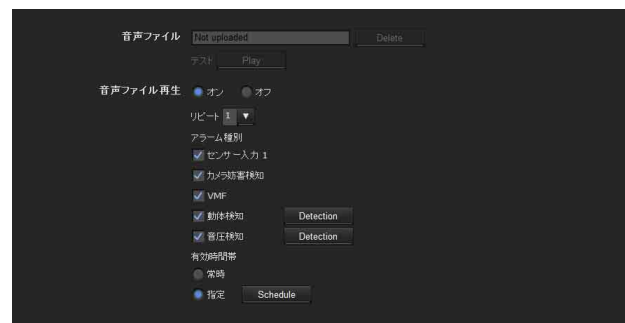 音声ファイル Not uploaded Delete
テスト Play
音声ファイル再生 オン オフ
リピート 1 ▼
アラーム種別
センサー入力 1
カメラ妨害検知
VMF
動体検知 Detection
音圧検知 Detection
有効時間帯
常時
指定 Schedule